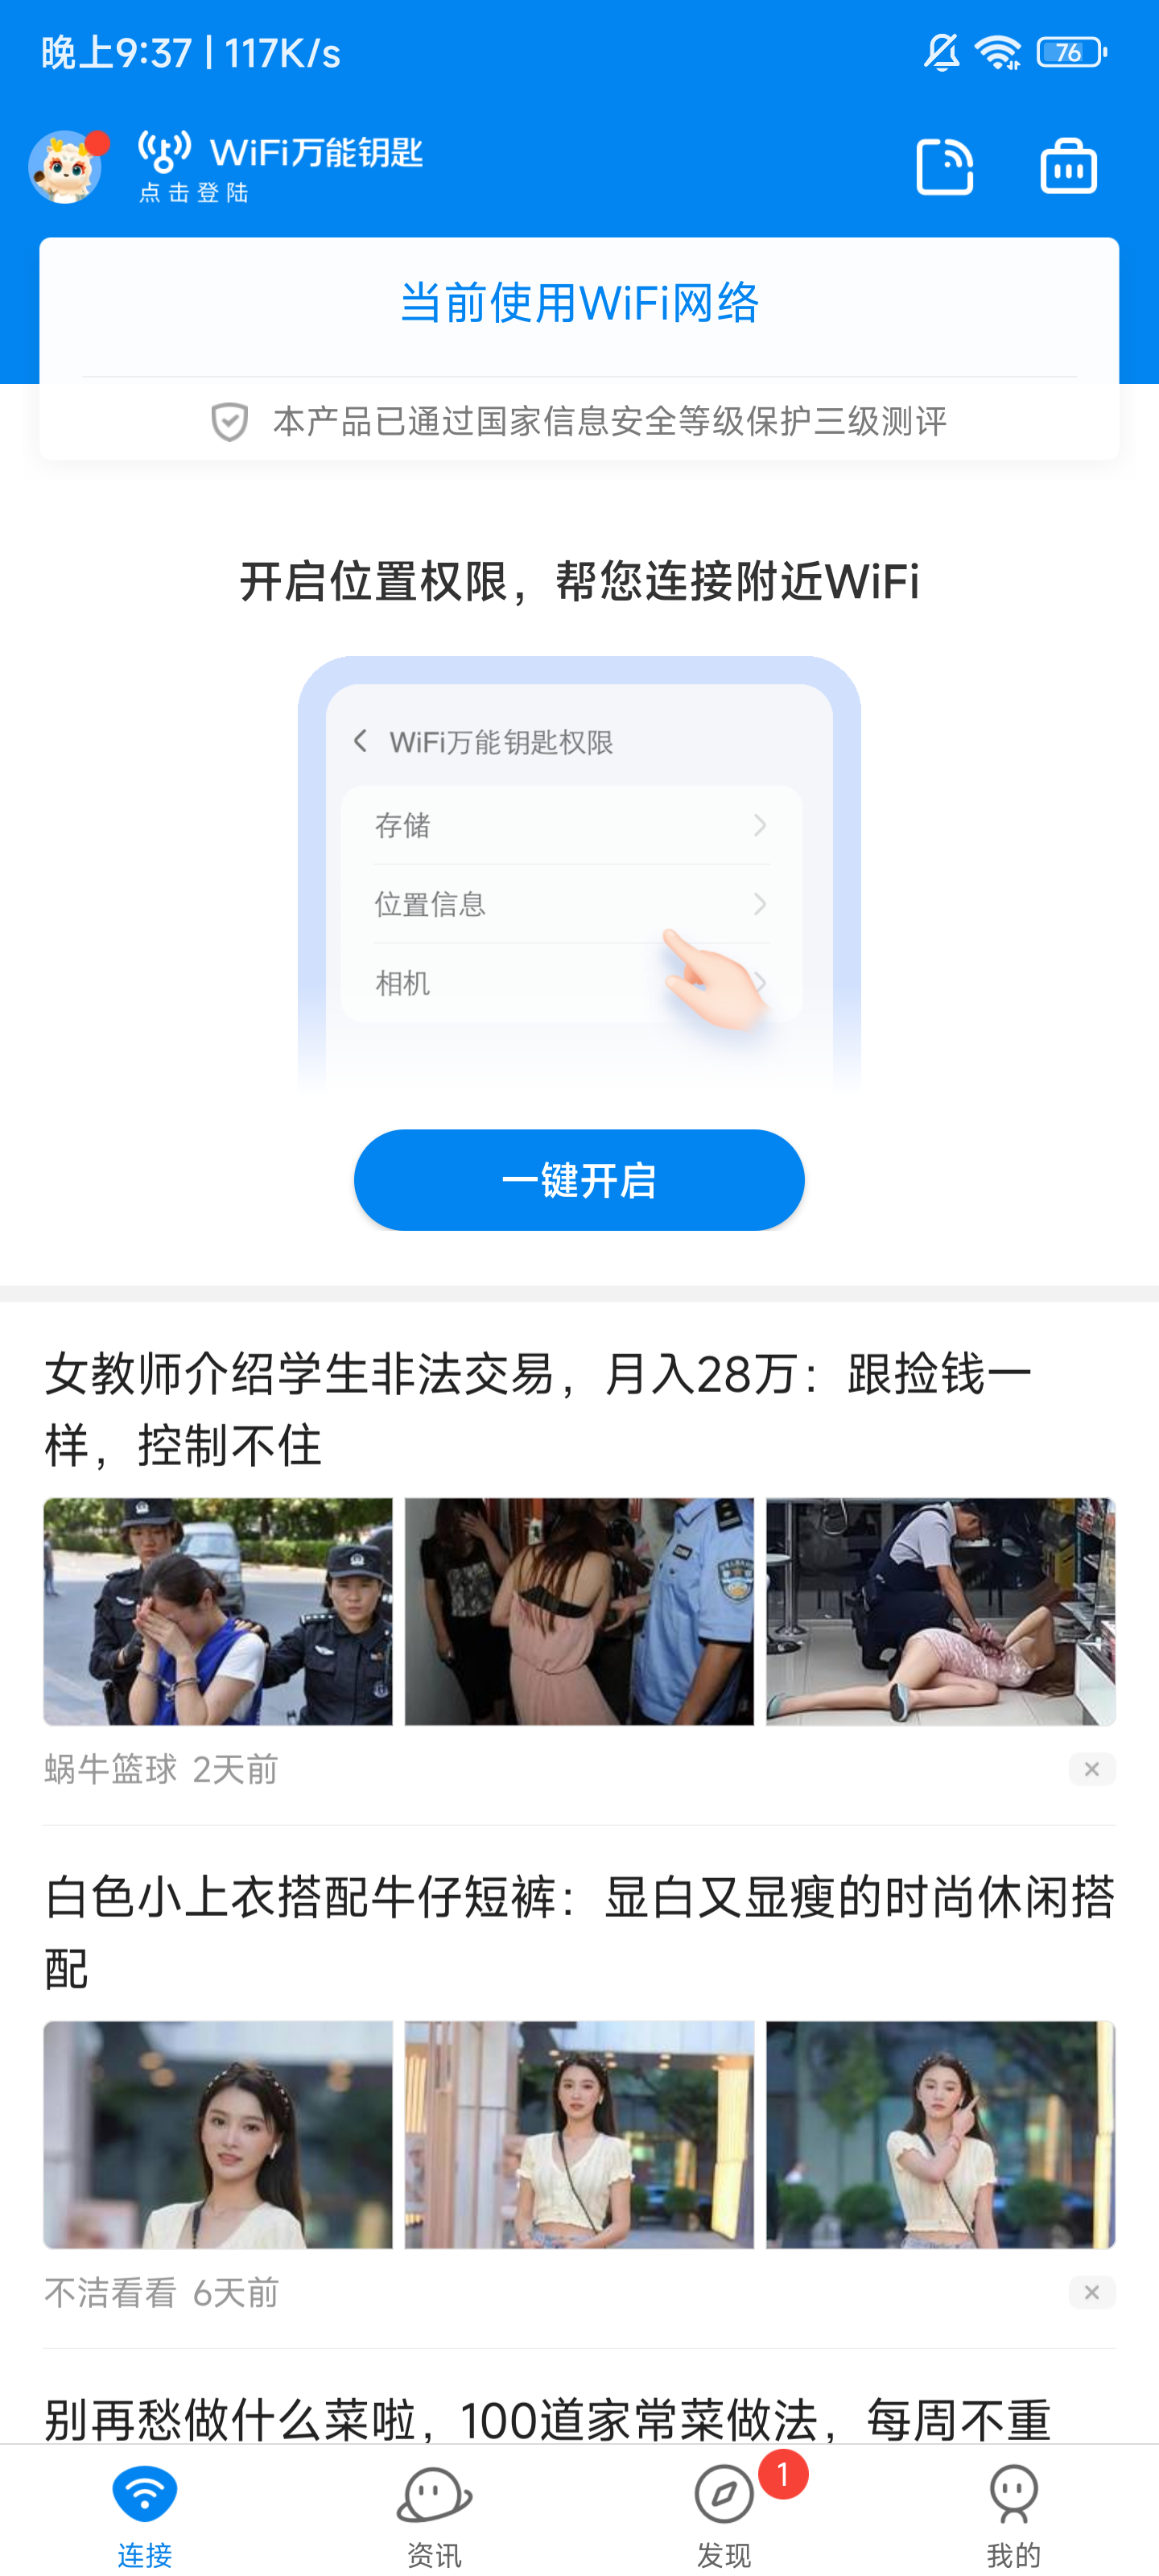 晚上9:37 | 117K/s
76
WiFi万能钥匙
点击登陆
当前使用WiFi网络
本产品已通过国家信息安全等级保护三级测评
开启位置权限，帮您连接附近WiFi
WiFi万能钥匙权限
存储
位置信息
相机
一键开启
女教师介绍学生非法交易，月入28万：跟捡钱一
样，控制不住
蜗牛篮球 2天前
白色小上衣搭配牛仔短裤：显白又显瘦的时尚休闲搭
配
不洁看看 6天前
别再愁做什么菜啦，100道家常菜做法，每周不重
1
连接
资讯
发现
我的